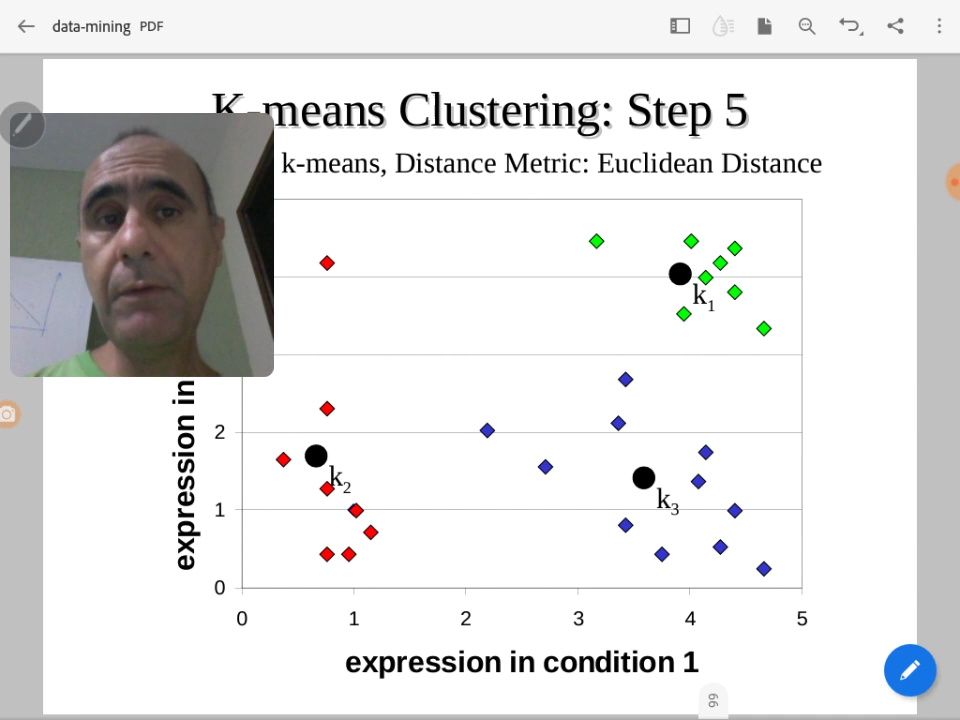 data-mining PDF
K-means Clustering: Step 5
k-means, Distance Metric: Euclidean Distance
k1
expression in
2
k2
k3
1
0
0 1 2 3 4 5
expression in condition 1
66